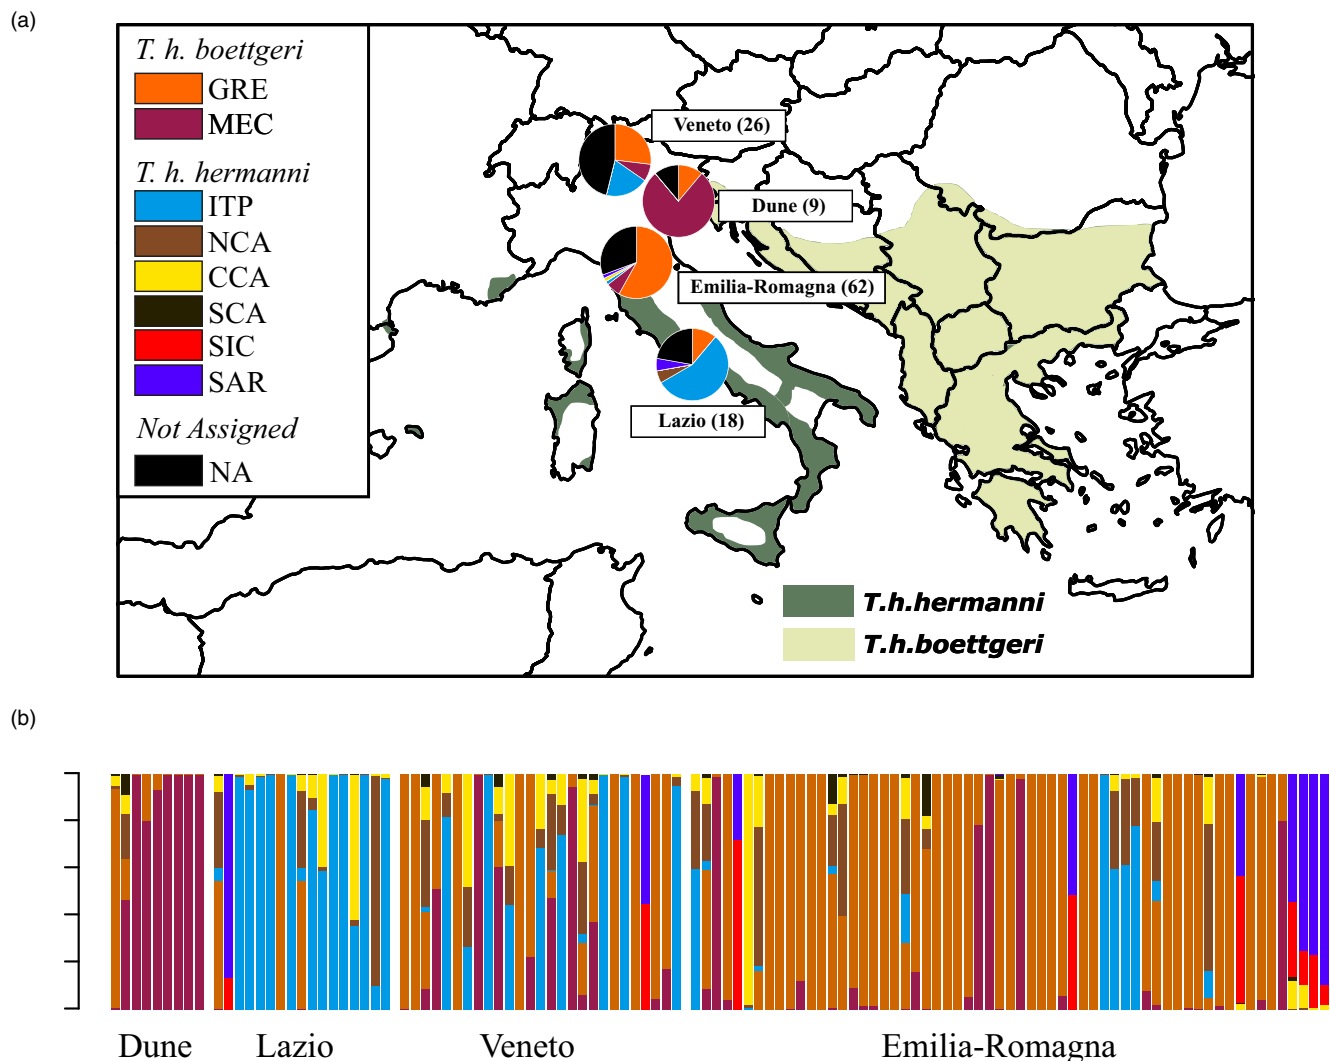 (a)
T. h. boettgeri
GRE
MEC
T. h. hermanni
ITP
NCA
CCA
SCA
SIC
SAR
Not Assigned
NA
Veneto (26)
Dune (9)
Emilia-Romagna (62)
Lazio (18)
T.h.hermanni
T.h.boettgeri
(b)
Dune
Lazio
Veneto
Emilia-Romagna